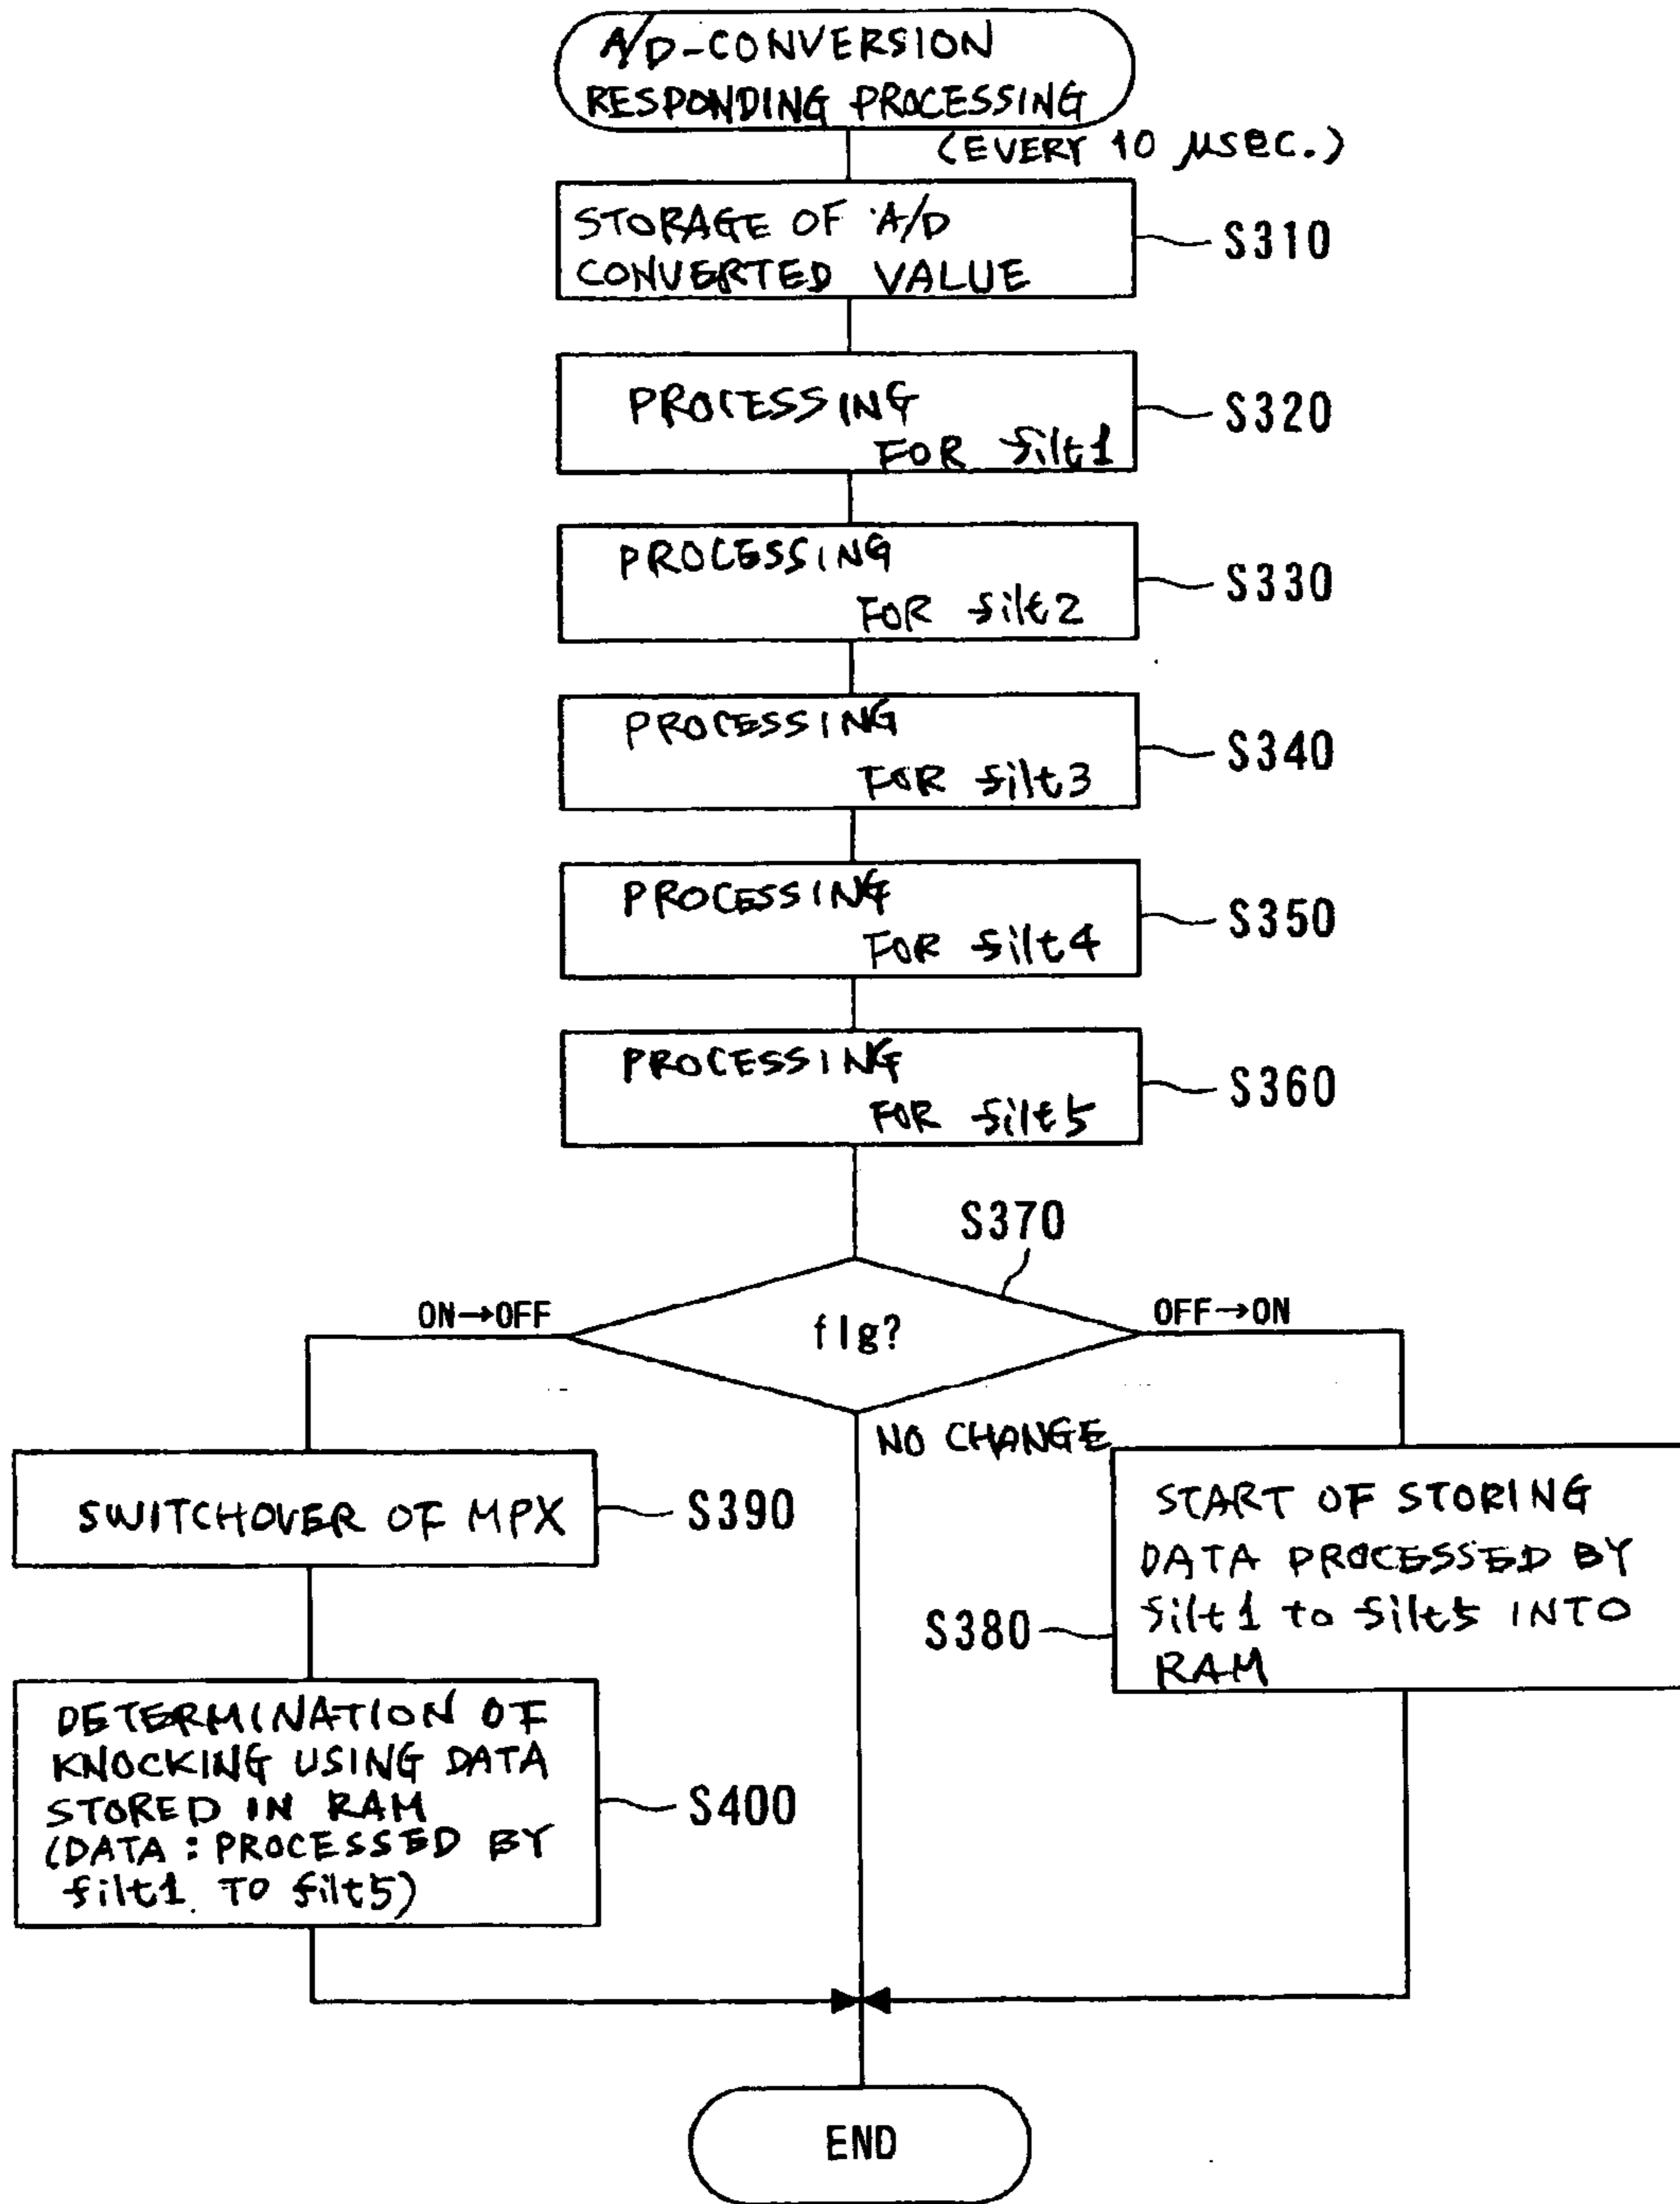 A/D-CONVERSION
RESPONDING PROCESSING
(EVERY 10 μsec.)
STORAGE OF A/D
CONVERTED VALUE
S310
PROCESSING
FOR filt1
S320
PROCESSING
FOR filt2
S330
PROCESSING
FOR filt3
S340
PROCESSING
FOR filt4
S350
PROCESSING
FOR filt5
S360
S370
ON→OFF
flg?
OFF→ON
NO CHANGE
SWITCHOVER OF MPX
S390
START OF STORING
DATA PROCESSED BY
filt1 to filt5 INTO
RAM
S380
DETERMINATION OF
KNOCKING USING DATA
STORED IN RAM
(DATA : PROCESSED BY
filt1 TO filt5)
S400
END